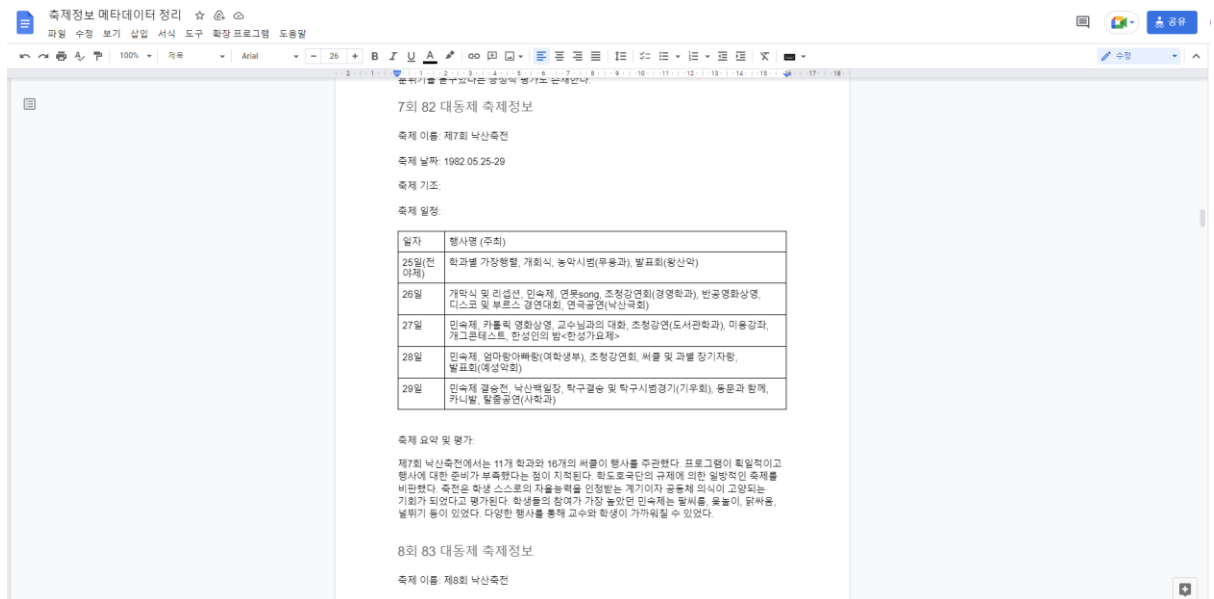 축제정보 메타데이터 정리
파일 수정 보기 삽입 서식 도구 확장 프로그램 도움말
공유
100% 제목 Arial 26 B I U A 수정
2 1 1 2 3 4 5 6 7 8 9 10 11 12 13 14 15 16 17 18
7회 82 대동제 축제정보
축제 이름: 제7회 낙산축전
축제 날짜: 1982.05.25-29
축제 기조:
축제 일정:
일자 행사명 (주최)
25일(전 학과별 가장행렬, 개회식, 농악시범(무용과), 발표회(왕산악)
야제)
26일 개막식 및 리셉션, 민속제, 연못song, 초청강연회(경영학과), 반공영화상영,
디스코 및 부르스 경연대회, 연극공연(낙산극회)
27일 민속제, 카톨릭 영화상영, 교수님과의 대화, 초청강연(도서관학과), 미용강좌,
개그콘테스트, 한성인의 밤<한성가요제>
28일 민속제, 엄마랑아빠랑(여학생부), 초청강연회, 써클 및 과별 장기자랑,
발표회(예성악회)
29일 민속제 결승전, 낙산백일장, 탁구결승 및 탁구시범경기(기우회), 동문과 함께,
카니발, 탈춤공연(사학과)
축제 요약 및 평가:
제7회 낙산축전에서는 11개 학과와 16개의 써클이 행사를 주관했다. 프로그램이 획일적이고
행사에 대한 준비가 부족했다는 점이 지적된다. 학도호국단의 규제에 의한 일방적인 축제를
비판했다. 축전은 학생 스스로의 자율능력을 인정받는 계기이자 공동체 의식이 고양되는
기회가 되었다고 평가된다. 학생들의 참여가 가장 높았던 민속제는 팔씨름, 윷놀이, 닭싸움,
널뛰기 등이 있었다. 다양한 행사를 통해 교수와 학생이 가까워질 수 있었다.
8회 83 대동제 축제정보
축제 이름: 제8회 낙산축전